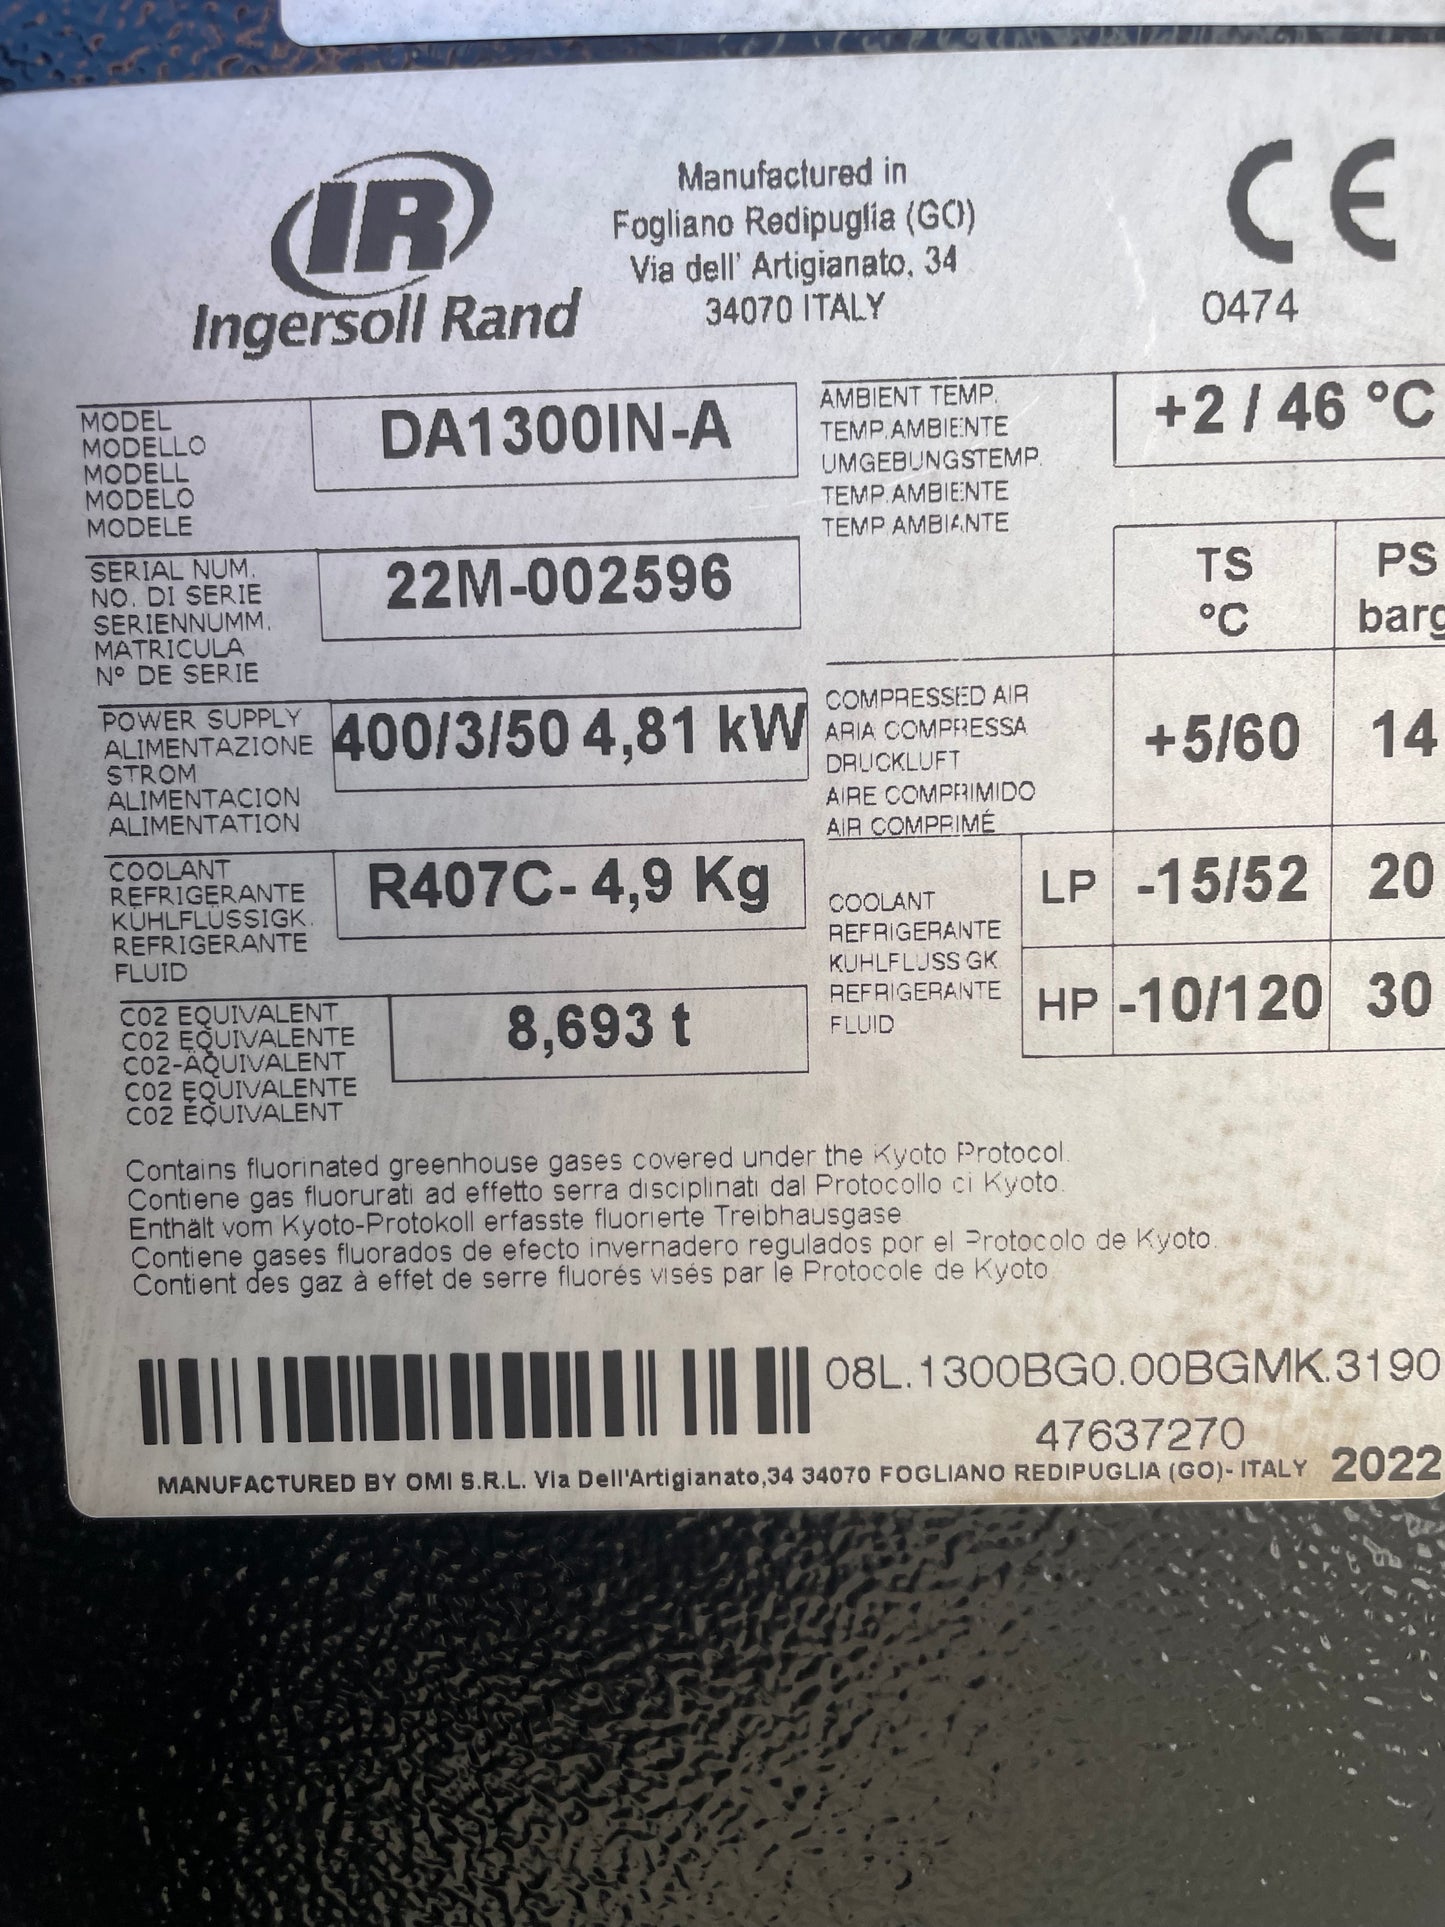 IR
Ingersoll Rand
Manufactured in
Fogliano Redipuglia (GO)
Via dell' Artigianato, 34
34070 ITALY
CE
0474
MODEL
MODELLO
MODELL
MODELO
MODELE
DA1300IN-A
SERIAL NUM.
NO. DI SERIE
SERIENNUMM.
MATRICULA
N° DE SERIE
22M-002596
POWER SUPPLY
ALIMENTAZIONE
STROM
ALIMENTACION
ALIMENTATION
400/3/50 4,81 kW
COOLANT
REFRIGERANTE
KÜHLFLÜSSIGK.
REFRIGERANTE
FLUID
R407C- 4,9 Kg
C02 EQUIVALENT
C02 EQUIVALENTE
C02-ÄQUIVALENT
C02 EQUIVALENTE
C02 ÉQUIVALENT
8,693 t
AMBIENT TEMP.
TEMP.AMBIENTE
UMGEBUNGSTEMP.
TEMP.AMBIENTE
TEMP.AMBIANTE
+2 / 46 °C
TS
°C
PS
barg
COMPRESSED AIR
ARIA COMPRESSA
DRUCKLUFT
AIRE COMPRIMIDO
AIR COMPRIMÉ
+5/60
14
COOLANT
REFRIGERANTE
KUHLFLUSSIGK
REFRIGERANTE
FLUID
LP
-15/52
20
HP
-10/120
30
Contains fluorinated greenhouse gases covered under the Kyoto Protocol.
Contiene gas fluorurati ad effetto serra disciplinati dal Protocollo di Kyoto.
Enthält vom Kyoto-Protokoll erfasste fluorierte Treibhausgase
Contiene gases fluorados de efecto invernadero regulados por el Protocolo de Kyoto.
Contient des gaz à effet de serre fluorés visés par le Protocole de Kyoto.
08L.1300BG0.00BGMK.3190
47637270
MANUFACTURED BY OMI S.R.L. Via Dell'Artigianato,34 34070 FOGLIANO REDIPUGLIA (GO)- ITALY 2022